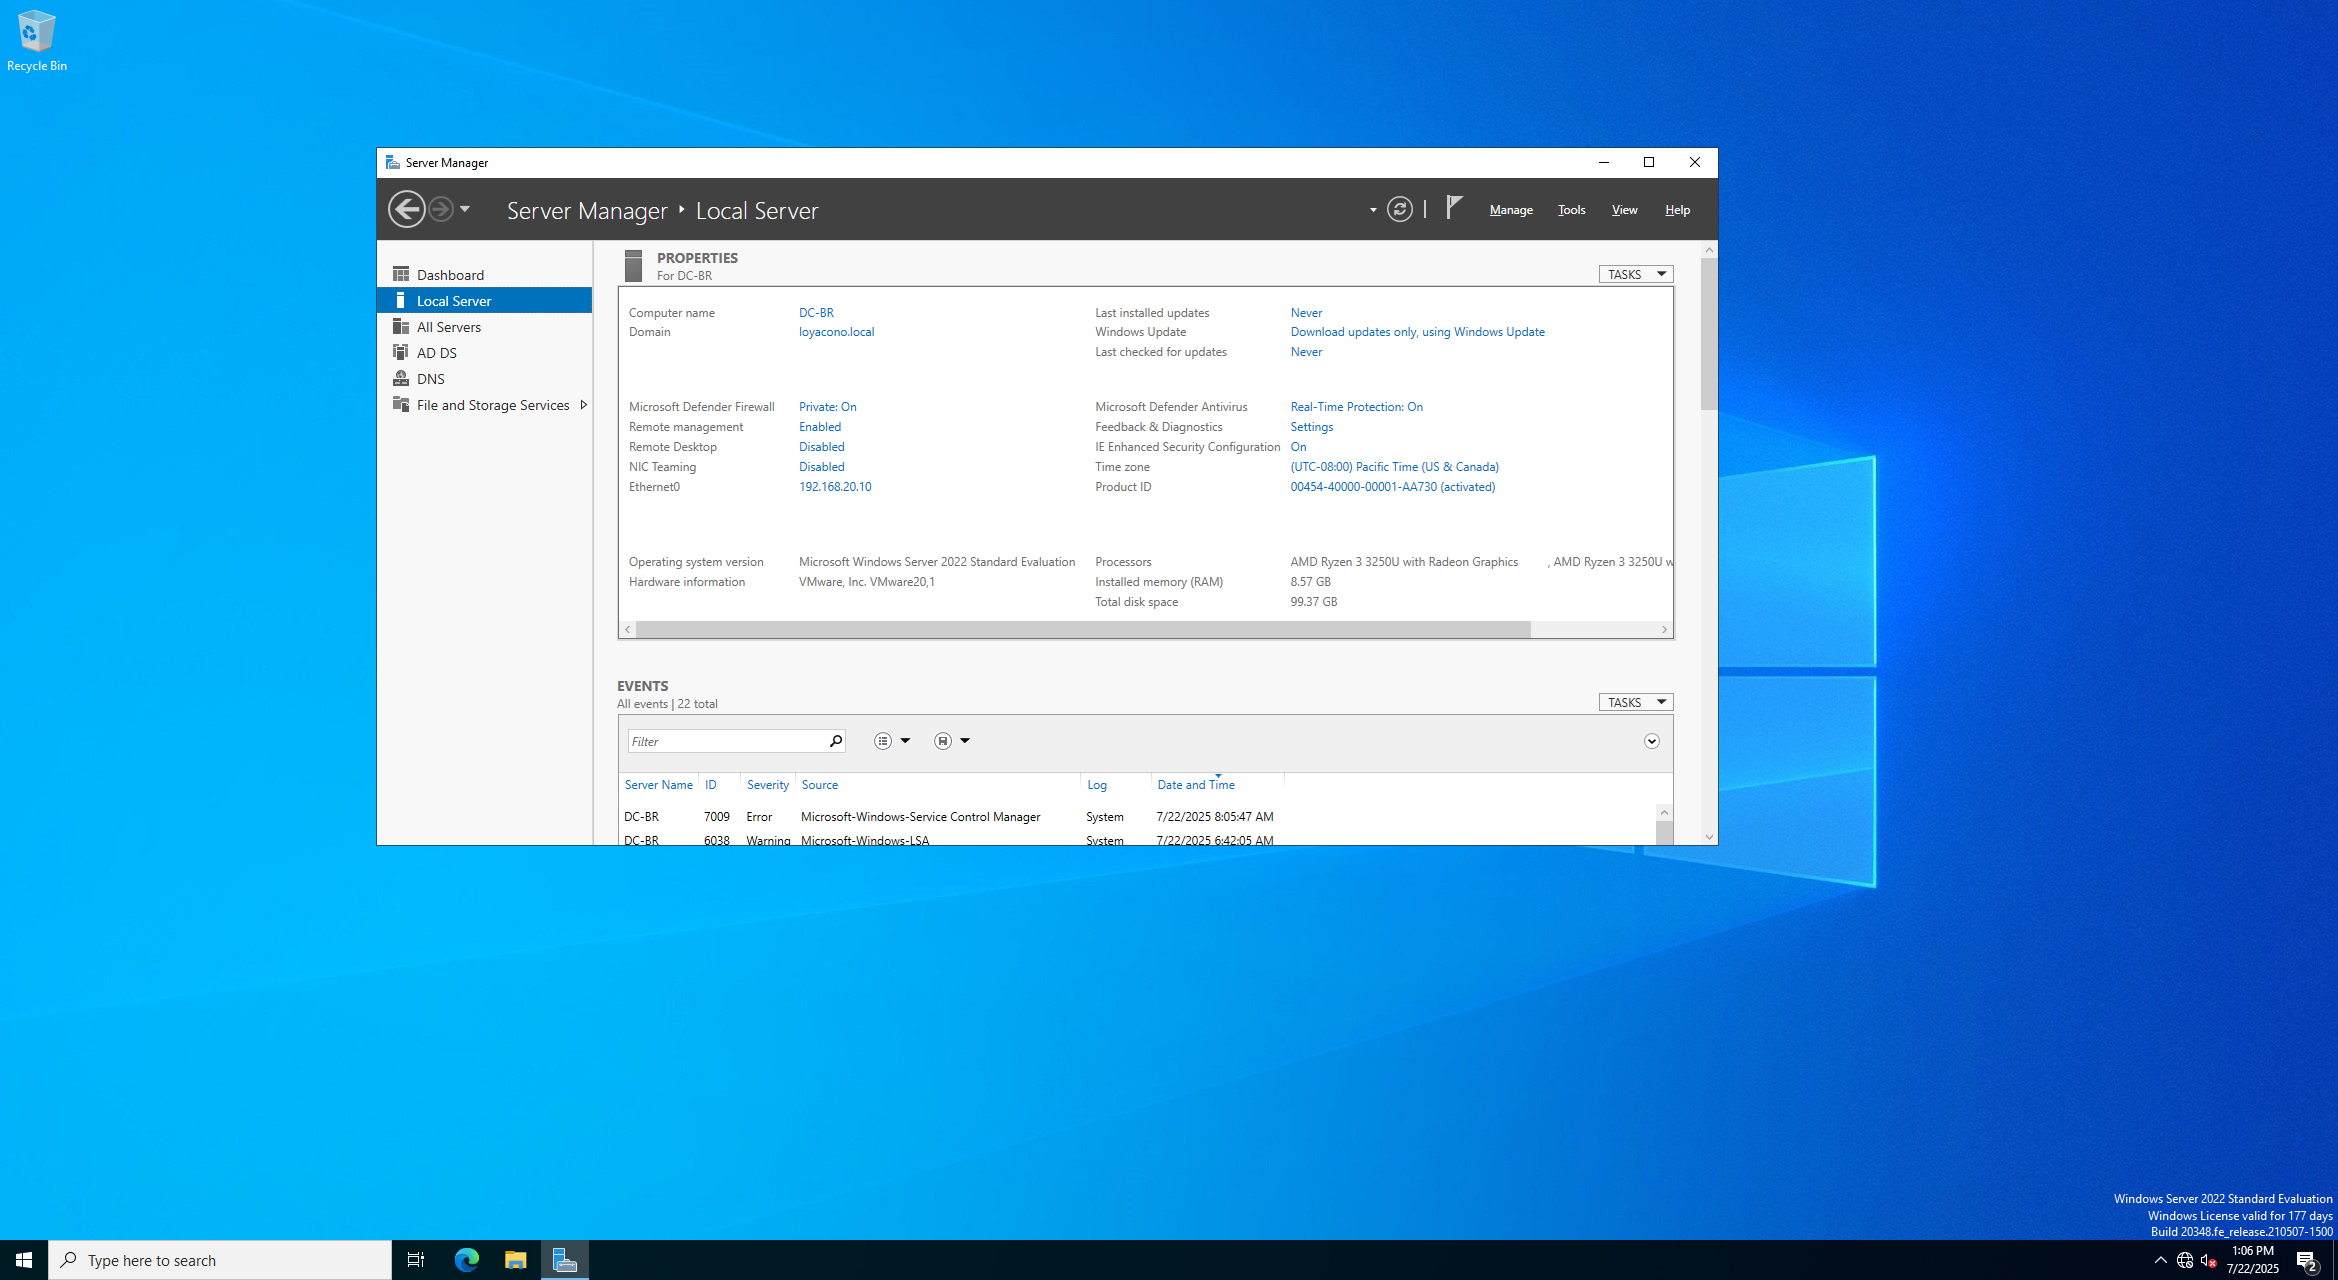 Recycle Bin
Server Manager
Server Manager ‣ Local Server
Manage Tools View Help
Dashboard
Local Server
All Servers
AD DS
DNS
File and Storage Services
PROPERTIES
For DC-BR
TASKS
Computer name DC-BR Last installed updates Never
Domain loyacono.local Windows Update Download updates only, using Windows Update
Last checked for updates Never
Microsoft Defender Firewall Private: On Microsoft Defender Antivirus Real-Time Protection: On
Remote management Enabled Feedback & Diagnostics Settings
Remote Desktop Disabled IE Enhanced Security Configuration On
NIC Teaming Disabled Time zone (UTC-08:00) Pacific Time (US & Canada)
Ethernet0 192.168.20.10 Product ID 00454-40000-00001-AA730 (activated)
Operating system version Microsoft Windows Server 2022 Standard Evaluation Processors AMD Ryzen 3 3250U with Radeon Graphics , AMD Ryzen 3 3250U w
Hardware information VMware, Inc. VMware20,1 Installed memory (RAM) 8.57 GB
Total disk space 99.37 GB
EVENTS
All events | 22 total
TASKS
Filter
Server Name ID Severity Source Log Date and Time
DC-BR 7009 Error Microsoft-Windows-Service Control Manager System 7/22/2025 8:05:47 AM
DC-BR 6038 Warning Microsoft-Windows-LSA System 7/22/2025 6:42:05 AM
Windows Server 2022 Standard Evaluation
Windows License valid for 177 days
Build 20348.fe_release.210507-1500
Type here to search
1:06 PM
7/22/2025
2